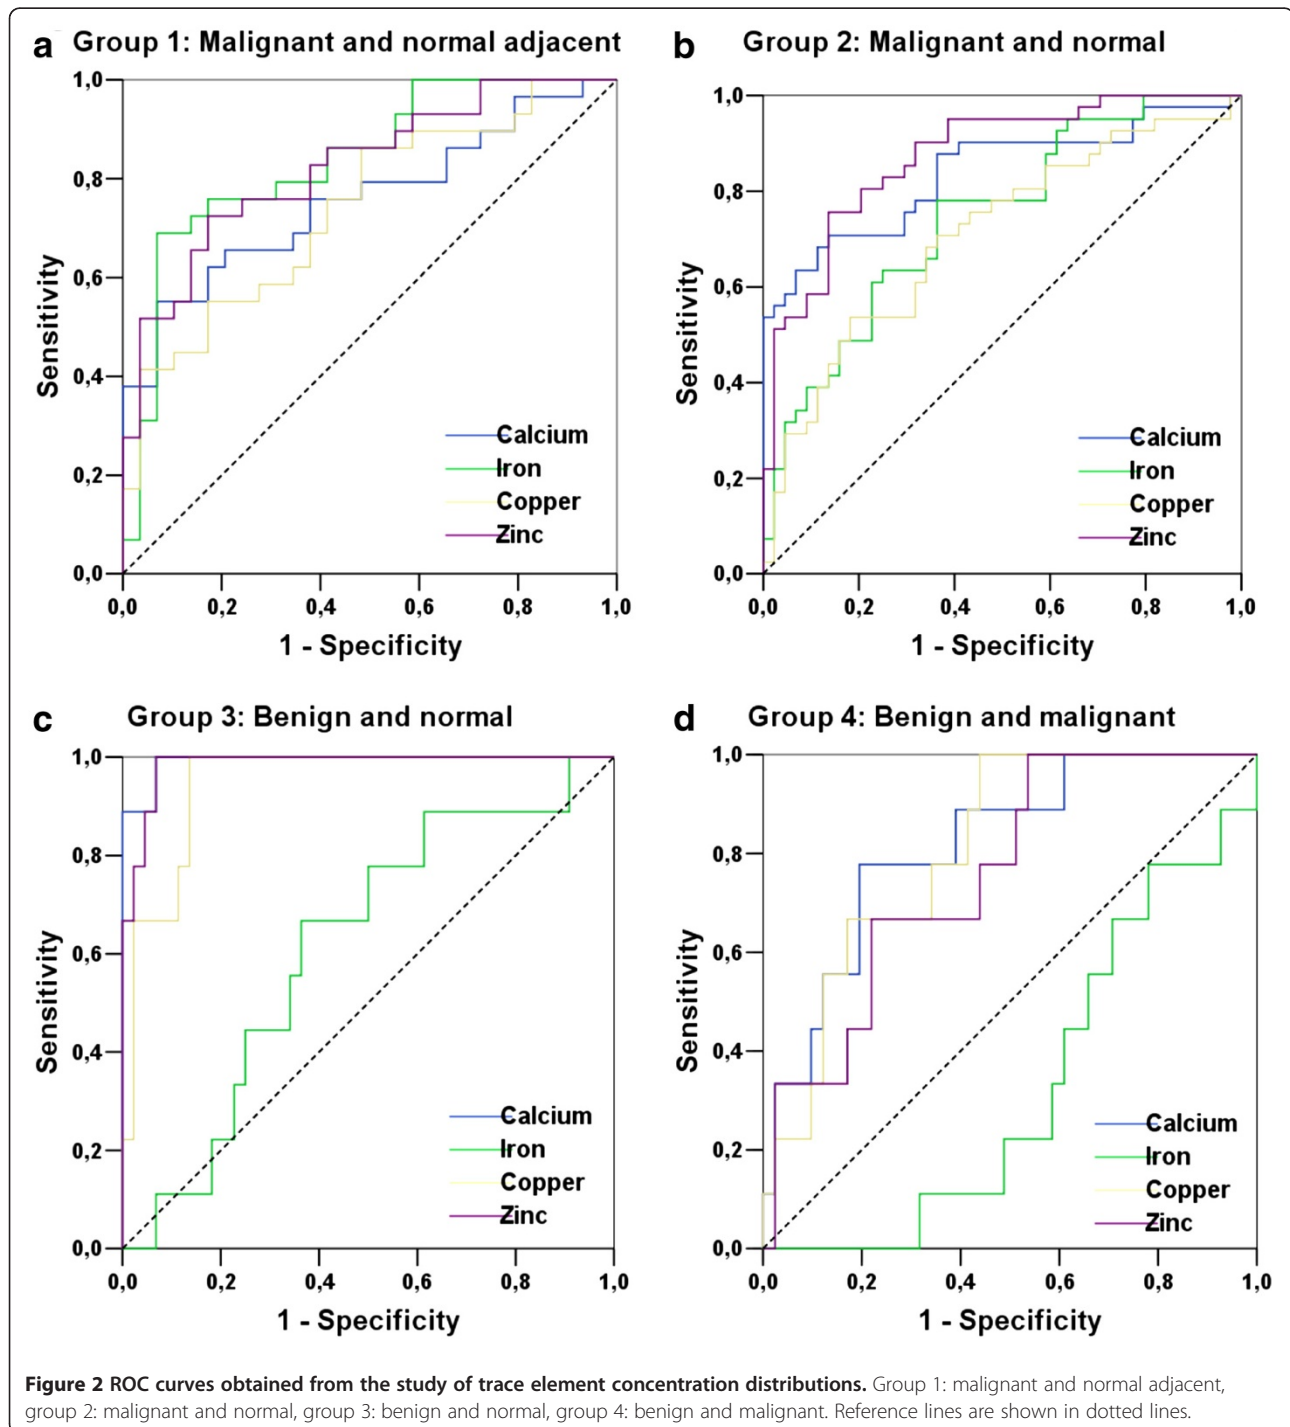 a Group 1: Malignant and normal adjacent
1,0
0,8
0,6
0,4
0,2
0,0
Sensitivity
Calcium
Iron
Copper
Zinc
0,0 0,2 0,4 0,6 0,8 1,0
1 - Specificity
b Group 2: Malignant and normal
1,0
0,8
0,6
0,4
0,2
0,0
Sensitivity
Calcium
Iron
Copper
Zinc
0,0 0,2 0,4 0,6 0,8 1,0
1 - Specificity
c Group 3: Benign and normal
1,0
0,8
0,6
0,4
0,2
0,0
Sensitivity
Calcium
Iron
Copper
Zinc
0,0 0,2 0,4 0,6 0,8 1,0
1 - Specificity
d Group 4: Benign and malignant
1,0
0,8
0,6
0,4
0,2
0,0
Sensitivity
Calcium
Iron
Copper
Zinc
0,0 0,2 0,4 0,6 0,8 1,0
1 - Specificity
Figure 2 ROC curves obtained from the study of trace element concentration distributions. Group 1: malignant and normal adjacent,
group 2: malignant and normal, group 3: benign and normal, group 4: benign and malignant. Reference lines are shown in dotted lines.